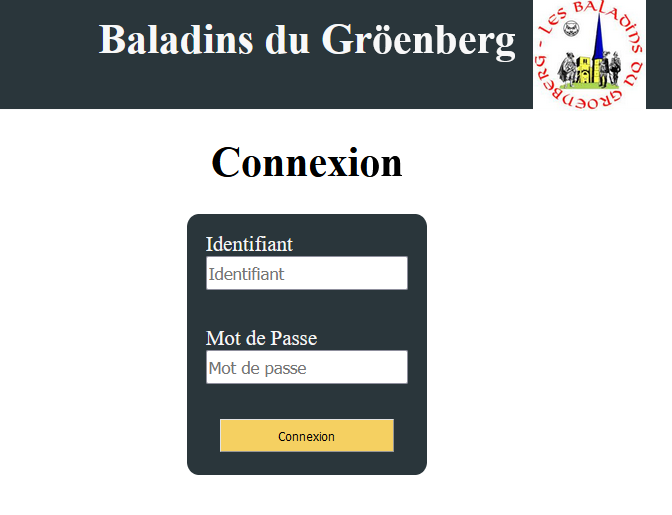 Baladins du Gröenberg
LES BALADINS DU GROENBERG -
Connexion
Identifiant
Identifiant
Mot de Passe
Mot de passe
Connexion